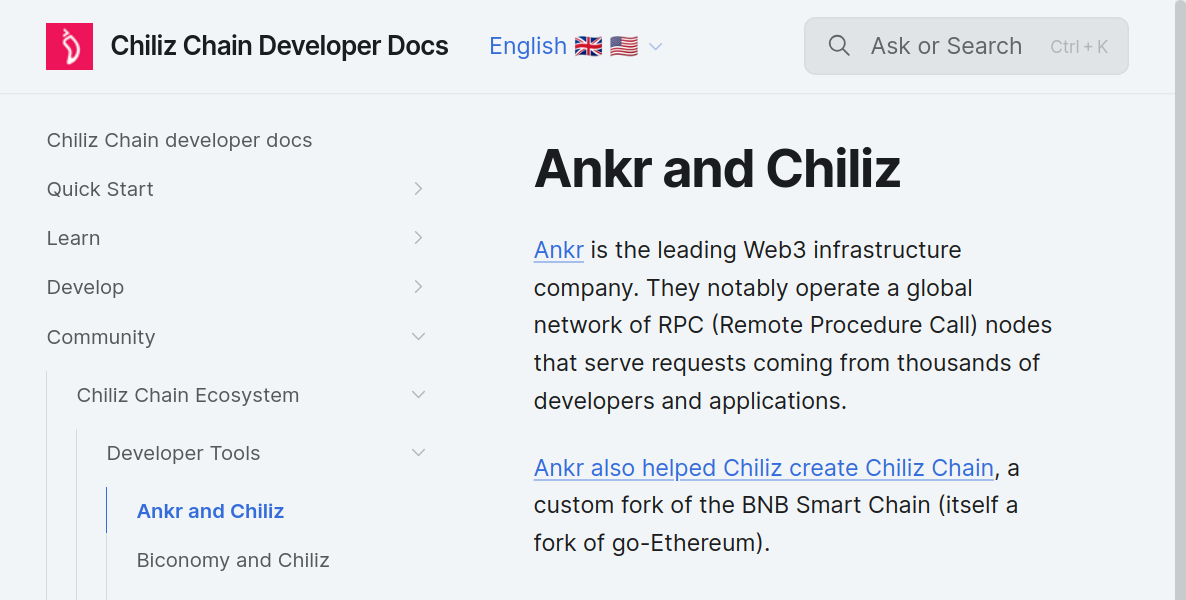 Chiliz Chain Developer Docs
English 🇬🇧 🇺🇸
Ask or Search
Ctrl + K
Chiliz Chain developer docs
Quick Start
Learn
Develop
Community
Chiliz Chain Ecosystem
Developer Tools
Ankr and Chiliz
Biconomy and Chiliz
Ankr and Chiliz
Ankr is the leading Web3 infrastructure
company. They notably operate a global
network of RPC (Remote Procedure Call) nodes
that serve requests coming from thousands of
developers and applications.
Ankr also helped Chiliz create Chiliz Chain, a
custom fork of the BNB Smart Chain (itself a
fork of go-Ethereum).